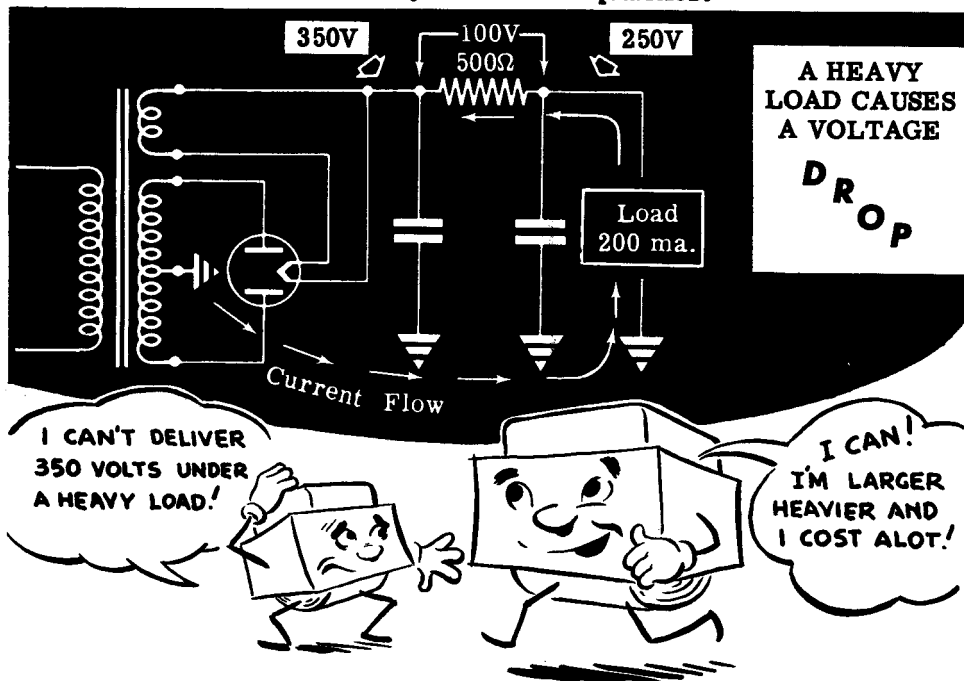 350V
100V
500Ω
250V
A HEAVY
LOAD CAUSES
A VOLTAGE
DROP
Load
200 ma.
Current Flow
I CAN'T DELIVER
350 VOLTS UNDER
A HEAVY LOAD!
I CAN!
I'M LARGER
HEAVIER AND
I COST ALOT!